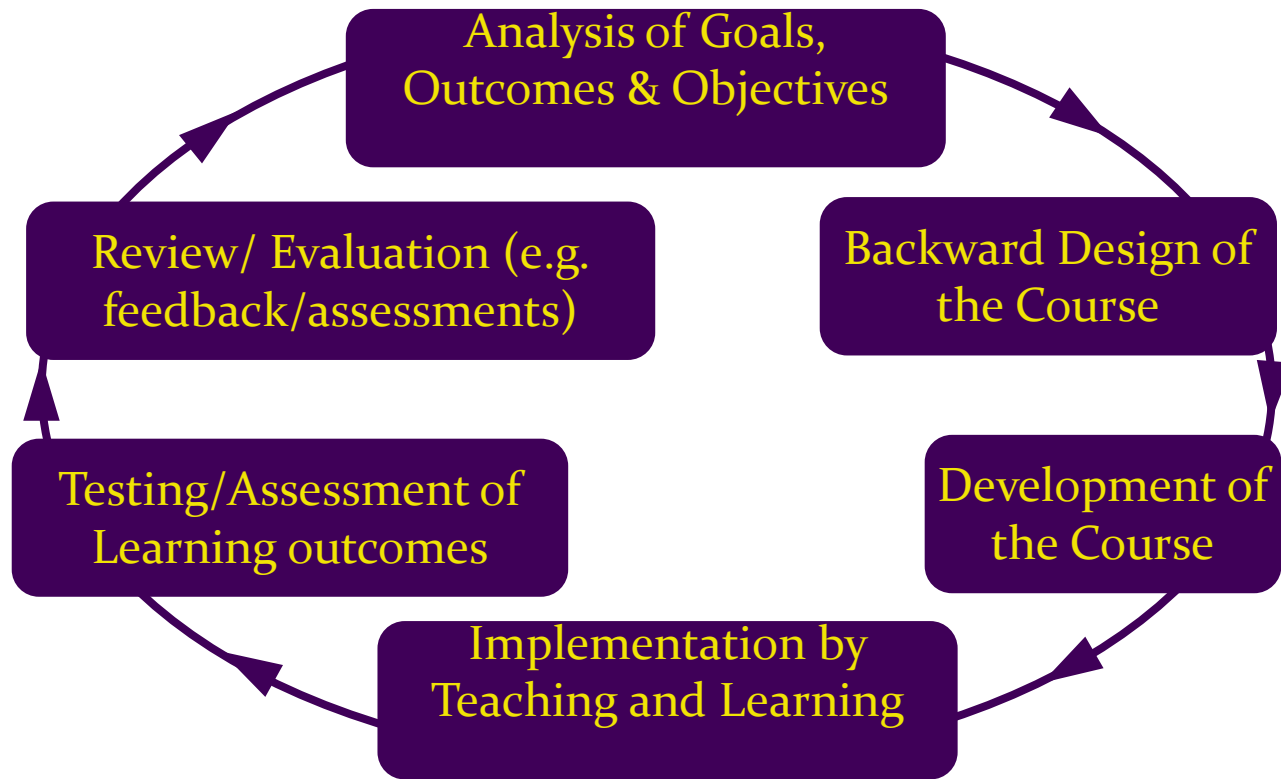 Analysis of Goals,
Outcomes & Objectives
Backward Design of
the Course
Development of
the Course
Implementation by
Teaching and Learning
Testing/Assessment of
Learning outcomes
Review/ Evaluation (e.g.
feedback/assessments)